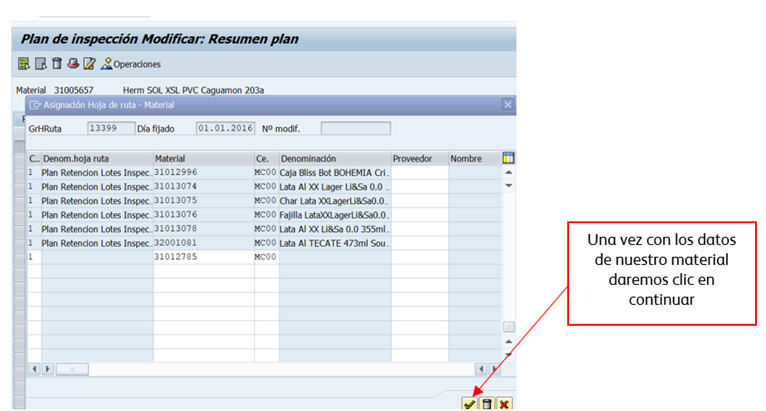 Plan de inspección Modificar: Resumen plan
Operaciones
Material 31005657 Herm SOL XSL PVC Caguamon 203a
Asignación Hoja de ruta - Material
GrHRuta 13399 Día fijado 01.01.2016 Nº modif.
C.. Denom.hoja ruta Material Ce. Denominación Proveedor Nombre
1 Plan Retencion Lotes Inspec.. 31012996 MC00 Caja Bliss Bot BOHEMIA Cri..
1 Plan Retencion Lotes Inspec.. 31013074 MC00 Lata Al XX Lager Li&Sa 0.0 ..
1 Plan Retencion Lotes Inspec.. 31013075 MC00 Char Lata XXLagerLi&Sa0.0..
1 Plan Retencion Lotes Inspec.. 31013076 MC00 Fajilla LataXXLagerLi&Sa0.0..
1 Plan Retencion Lotes Inspec.. 31013078 MC00 Lata Al XX Li&Sa 0.0 355ml..
1 Plan Retencion Lotes Inspec.. 32001081 MC00 Lata Al TECATE 473ml Sou..
1 31012785 MC00
Una vez con los datos
de nuestro material
daremos clic en
continuar